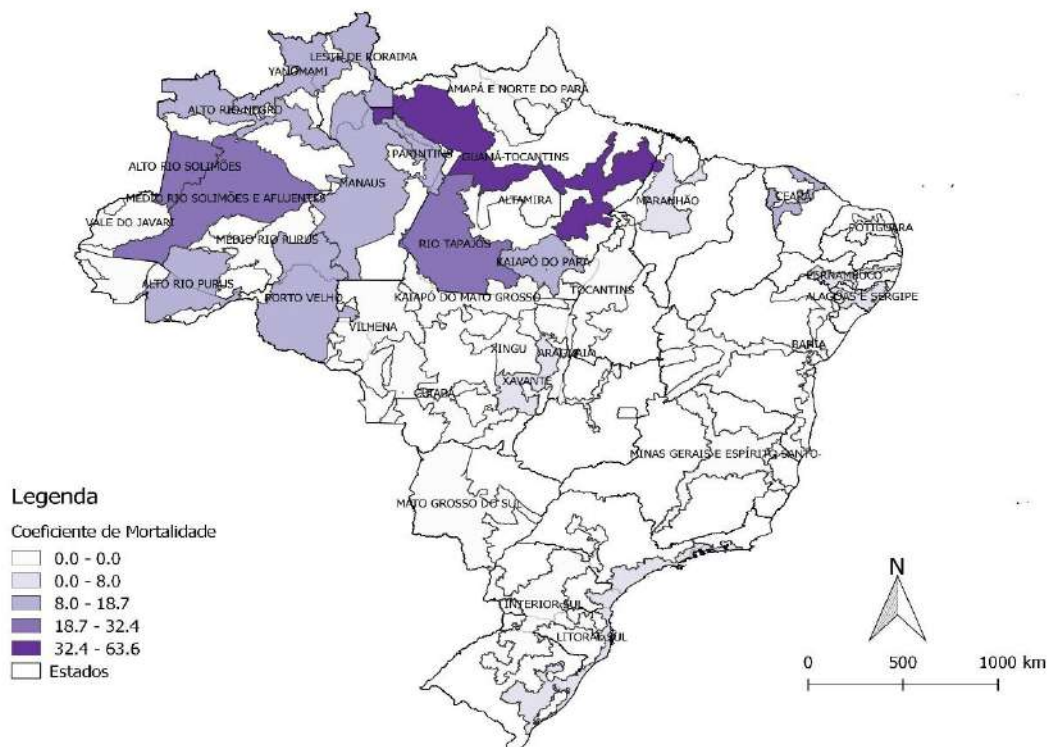 LESTE DE RORAIMA
YANOMAMI
AMAPÁ E NORTE DO PARÁ
ALTO RIO NEGRO
PARINTINS
GUAMÁ-TOCANTINS
ALTO RIO SOLIMÕES
MANAUS
MÉDIO RIO SOLIMÕES E AFLUENTES
ALTAMIRA
MARANHÃO
CEARÁ
VALE DO JAVARI
POTIGUARA
MÉDIO RIO PURUS
RIO TAPAJÓS
KAIAPÓ DO PARÁ
PERNAMBUCO
ALTO RIO PURUS
PORTO VELHO
KAIAPÓ DO MATO GROSSO
TOCANTINS
ALAGOAS E SERGIPE
VILHENA
XINGU
ARAGUAIA
BAHIA
XAVANTE
CUIABÁ
MINAS GERAIS E ESPÍRITO SANTO
MATO GROSSO DO SUL
INTERIOR SUL
LITORAL SUL
Legenda
Coeficiente de Mortalidade
0.0 - 0.0
0.0 - 8.0
8.0 - 18.7
18.7 - 32.4
32.4 - 63.6
Estados
N
0 500 1000 km